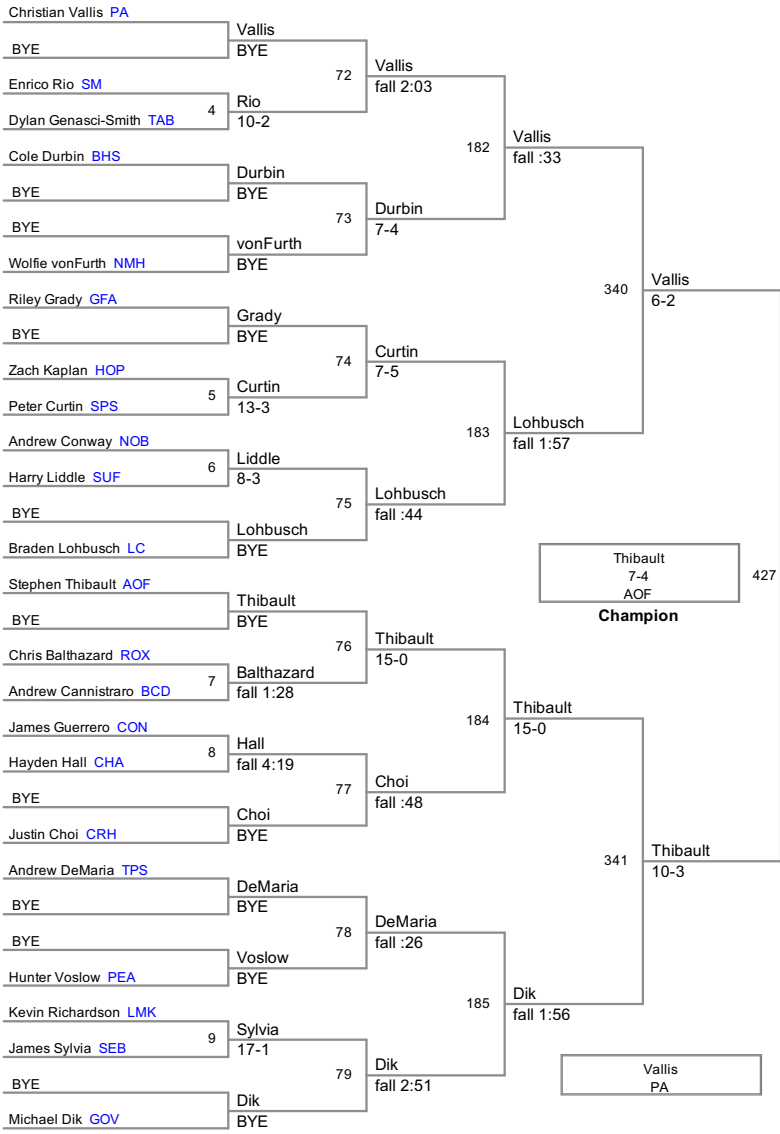 Christian Vallis PA
BYE
Enrico Rio SM
4
Dylan Genasci-Smith TAB
Cole Durbin BHS
BYE
BYE
Wolfie vonFurth NMH
Riley Grady GFA
BYE
Zach Kaplan HOP
5
Peter Curtin SPS
Andrew Conway NOB
6
Harry Liddle SUF
BYE
Braden Lohbusch LC
Stephen Thibault AOF
BYE
Chris Balthazard ROX
7
Andrew Cannistraro BCD
James Guerrero CON
8
Hayden Hall CHA
BYE
Justin Choi CRH
Andrew DeMaria TPS
BYE
BYE
Hunter Voslow PEA
Kevin Richardson LMK
9
James Sylvia SEB
BYE
Michael Dik GOV
Vallis
BYE
72
Rio
10-2
Durbin
BYE
73
vonFurth
BYE
Grady
BYE
74
Curtin
13-3
Liddle
8-3
75
Lohbusch
BYE
Thibault
BYE
76
Balthazard
fall 1:28
Hall
fall 4:19
77
Choi
BYE
DeMaria
BYE
78
Voslow
BYE
Sylvia
17-1
79
Dik
BYE
Vallis
fall 2:03
182
Durbin
7-4
Curtin
7-5
183
Lohbusch
fall :44
Thibault
15-0
184
Choi
fall :48
DeMaria
fall :26
185
Dik
fall 2:51
Vallis
fall :33
340
Lohbusch
fall 1:57
Thibault
15-0
341
Dik
fall 1:56
Vallis
6-2
Thibault
7-4
AOF
427
Champion
Thibault
10-3
Vallis
PA